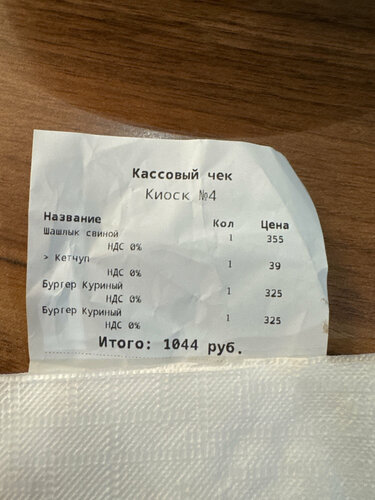 Кассовый чек
Киоск №4
Название Кол Цена
Шашлык свиной 1 355
НДС 0%
> Кетчуп 1 39
НДС 0%
Бургер Куриный 1 325
НДС 0%
Бургер Куриный 1 325
НДС 0%
Итого: 1044 руб.